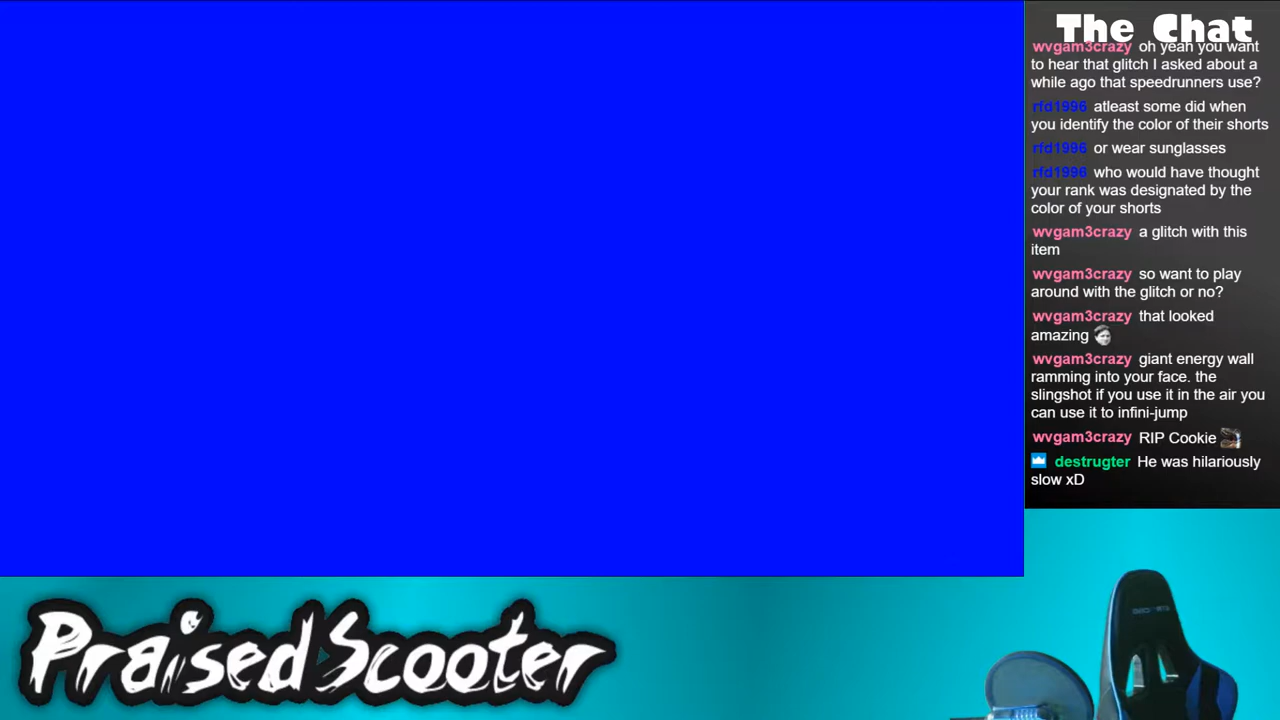 The Chat
wvgam3crazy oh yeah you want
to hear that glitch I asked about a
while ago that speedrunners use?
rfd1996 atleast some did when
you identify the color of their shorts
rfd1996 or wear sunglasses
rfd1996 who would have thought
your rank was designated by the
color of your shorts
wvgam3crazy a glitch with this
item
wvgam3crazy so want to play
around with the glitch or no?
wvgam3crazy that looked
amazing
wvgam3crazy giant energy wall
ramming into your face. the
slingshot if you use it in the air you
can use it to infini-jump
wvgam3crazy RIP Cookie
destrugter He was hilariously
slow xD
PraisedScooter